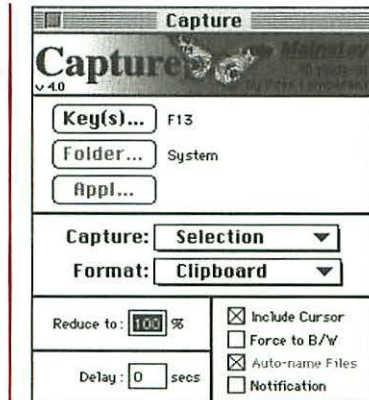 Capture
Capture
v 4.0
Mainstay
Key(s)... F13
Folder... System
Appl...
Capture: Selection
Format: Clipboard
Reduce to: 100 %
Delay: 0 secs
Include Cursor
Force to B/W
Auto-name Files
Notification